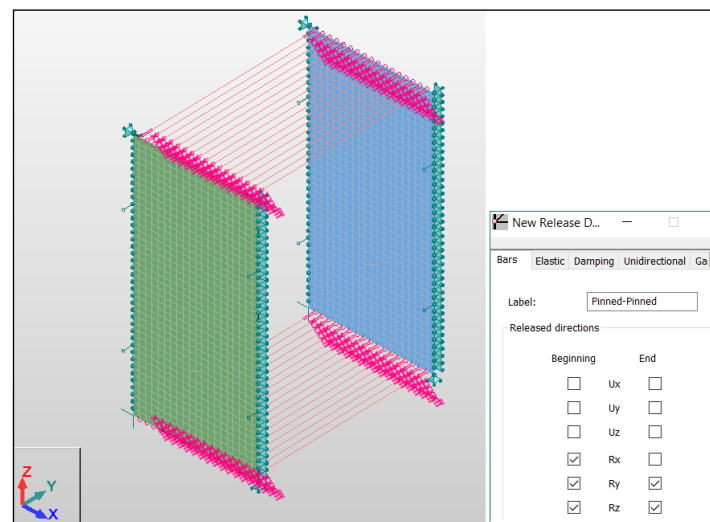 Z
Y
X
New Release D...
Bars Elastic Damping Unidirectional Ga
Label: Pinned-Pinned
Released directions
Beginning End
Ux
Uy
Uz
Rx
Ry
Rz